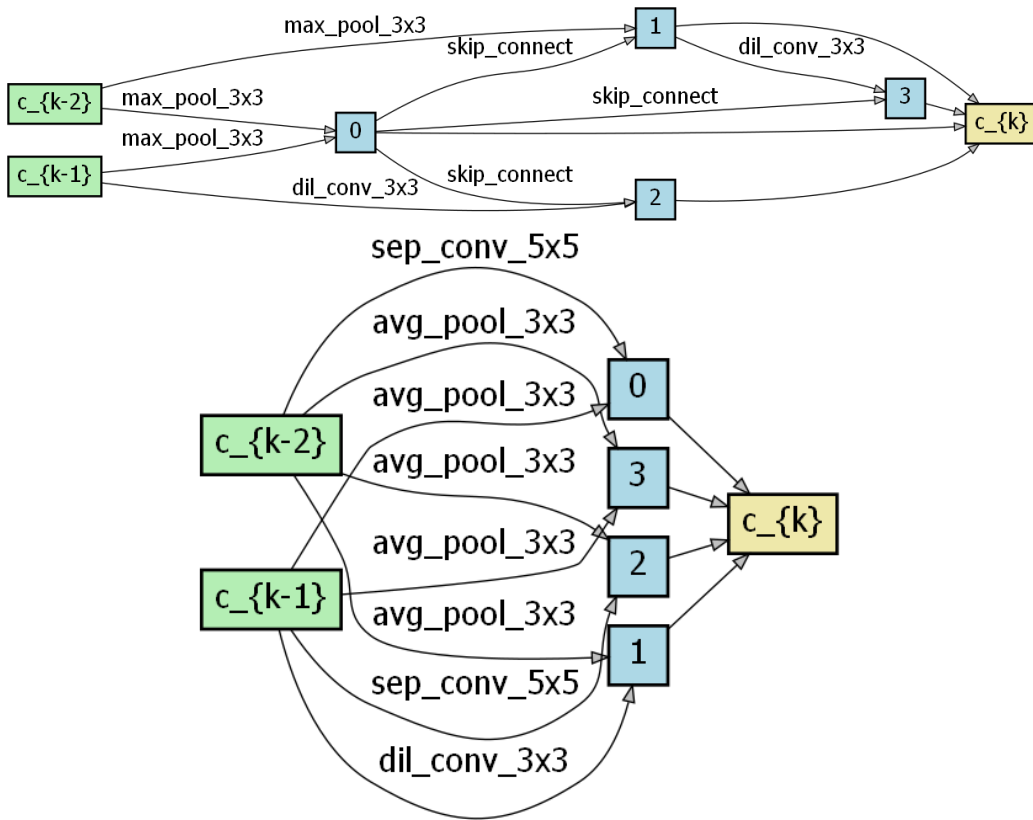 max_pool_3x3
1
skip_connect
dil_conv_3x3
c_{k-2}
max_pool_3x3
skip_connect
3
c_{k}
max_pool_3x3
0
c_{k-1}
dil_conv_3x3
skip_connect
2
sep_conv_5x5
avg_pool_3x3
0
avg_pool_3x3
c_{k-2}
avg_pool_3x3
3
c_{k}
avg_pool_3x3
2
c_{k-1}
avg_pool_3x3
1
sep_conv_5x5
dil_conv_3x3